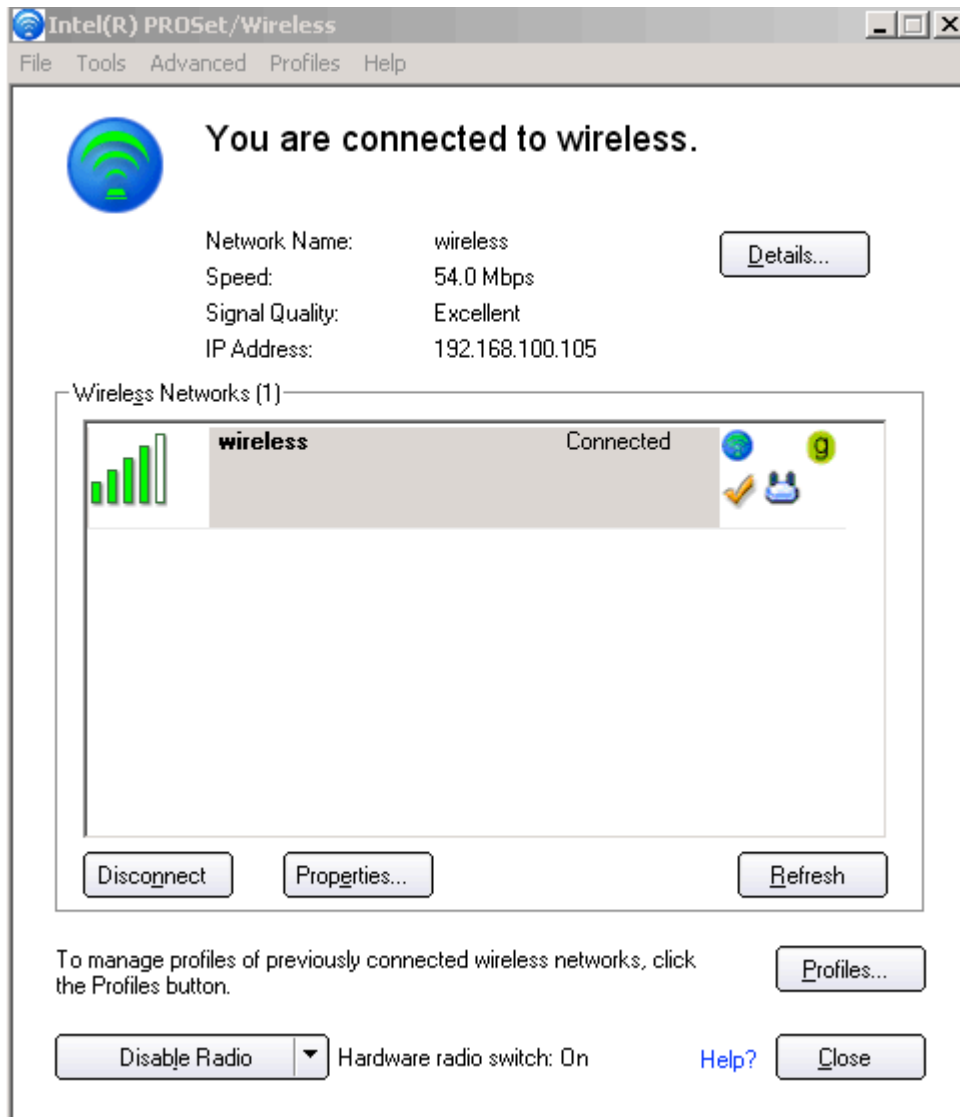 Intel(R) PROSet/Wireless
File Tools Advanced Profiles Help
You are connected to wireless.
Network Name: wireless
Details...
Speed: 54.0 Mbps
Signal Quality: Excellent
IP Address: 192.168.100.105
Wireless Networks (1)
wireless Connected g
Disconnect Properties... Refresh
To manage profiles of previously connected wireless networks, click
the Profiles button.
Profiles...
Disable Radio Hardware radio switch: On Help? Close